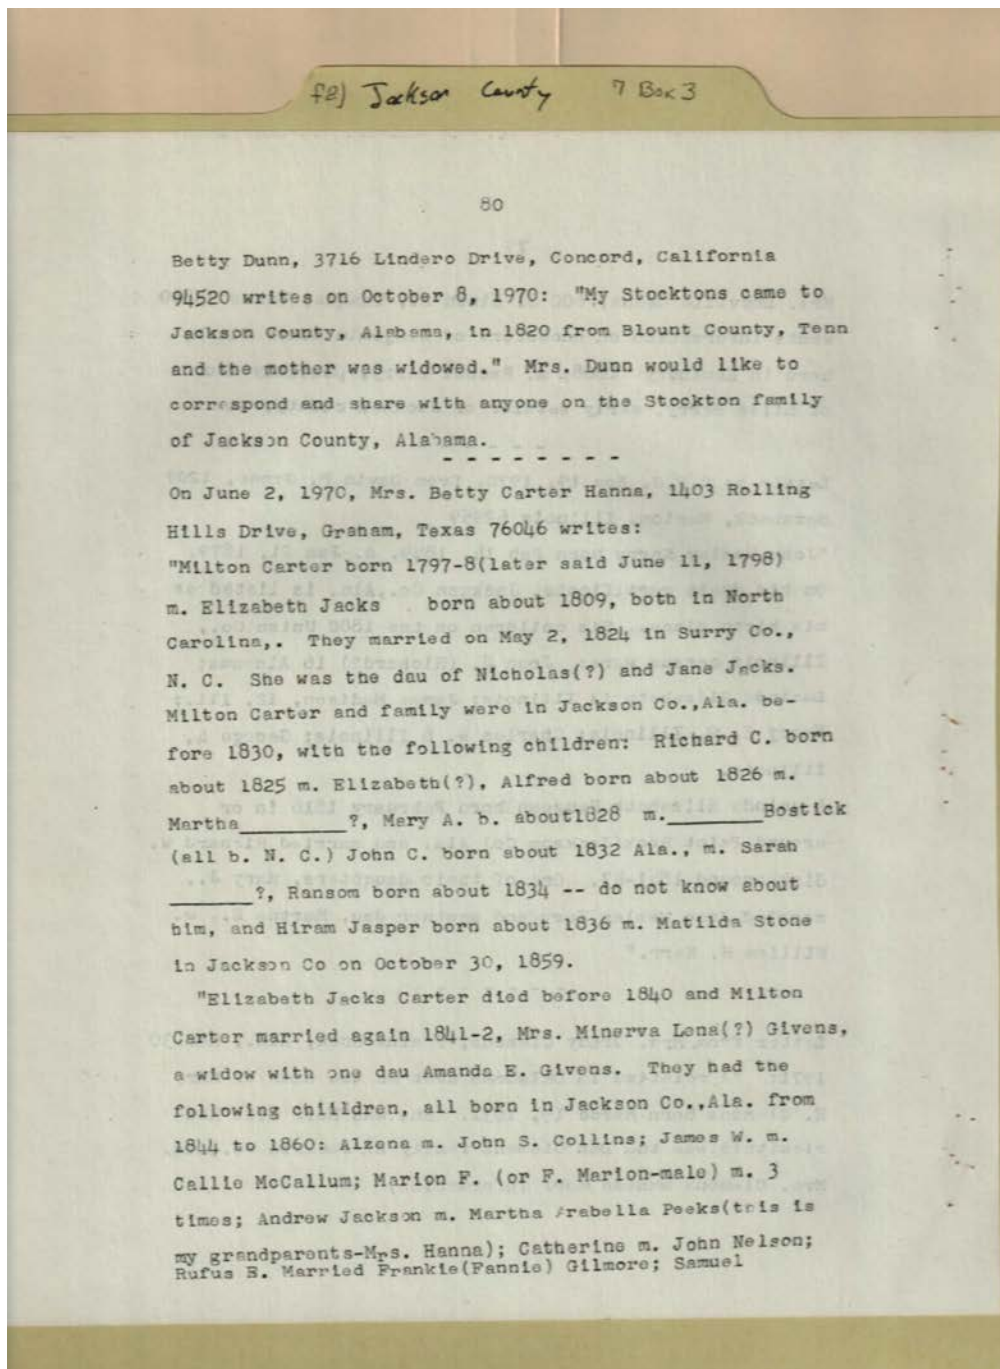 f8) Jackson County 7 Box 3
80
Betty Dunn, 3716 Lindero Drive, Concord, California
94520 writes on October 8, 1970: "My Stocktons came to
Jackson County, Alabama, in 1820 from Blount County, Tenn
and the mother was widowed." Mrs. Dunn would like to
correspond and share with anyone on the Stockton family
of Jackson County, Alabama.
- - - - - - - -
On June 2, 1970, Mrs. Betty Carter Hanna, 1403 Rolling
Hills Drive, Graham, Texas 76046 writes:
"Milton Carter born 1797-8(later said June 11, 1798)
m. Elizabeth Jacks born about 1809, both in North
Carolina,. They married on May 2, 1824 in Surry Co.,
N. C. She was the dau of Nicholas(?) and Jane Jacks.
Milton Carter and family were in Jackson Co.,Ala. be-
fore 1830, with the following children: Richard C. born
about 1825 m. Elizabeth(?), Alfred born about 1826 m.
Martha________?, Mary A. b. about1828 m._______Bostick
(all b. N. C.) John C. born about 1832 Ala., m. Sarah
______?, Ransom born about 1834 -- do not know about
him, and Hiram Jasper born about 1836 m. Matilda Stone
in Jackson Co on October 30, 1859.
"Elizabeth Jacks Carter died before 1840 and Milton
Carter married again 1841-2, Mrs. Minerva Lena(?) Givens,
a widow with one dau Amanda E. Givens. They had the
following chiildren, all born in Jackson Co.,Ala. from
1844 to 1860: Alzena m. John S. Collins; James W. m.
Callie McCallum; Marion F. (or F. Marion-male) m. 3
times; Andrew Jackson m. Martha Arabella Peeks(this is
my grandparents-Mrs. Hanna); Catherine m. John Nelson;
Rufus B. Married Frankie(Fannie) Gilmore; Samuel